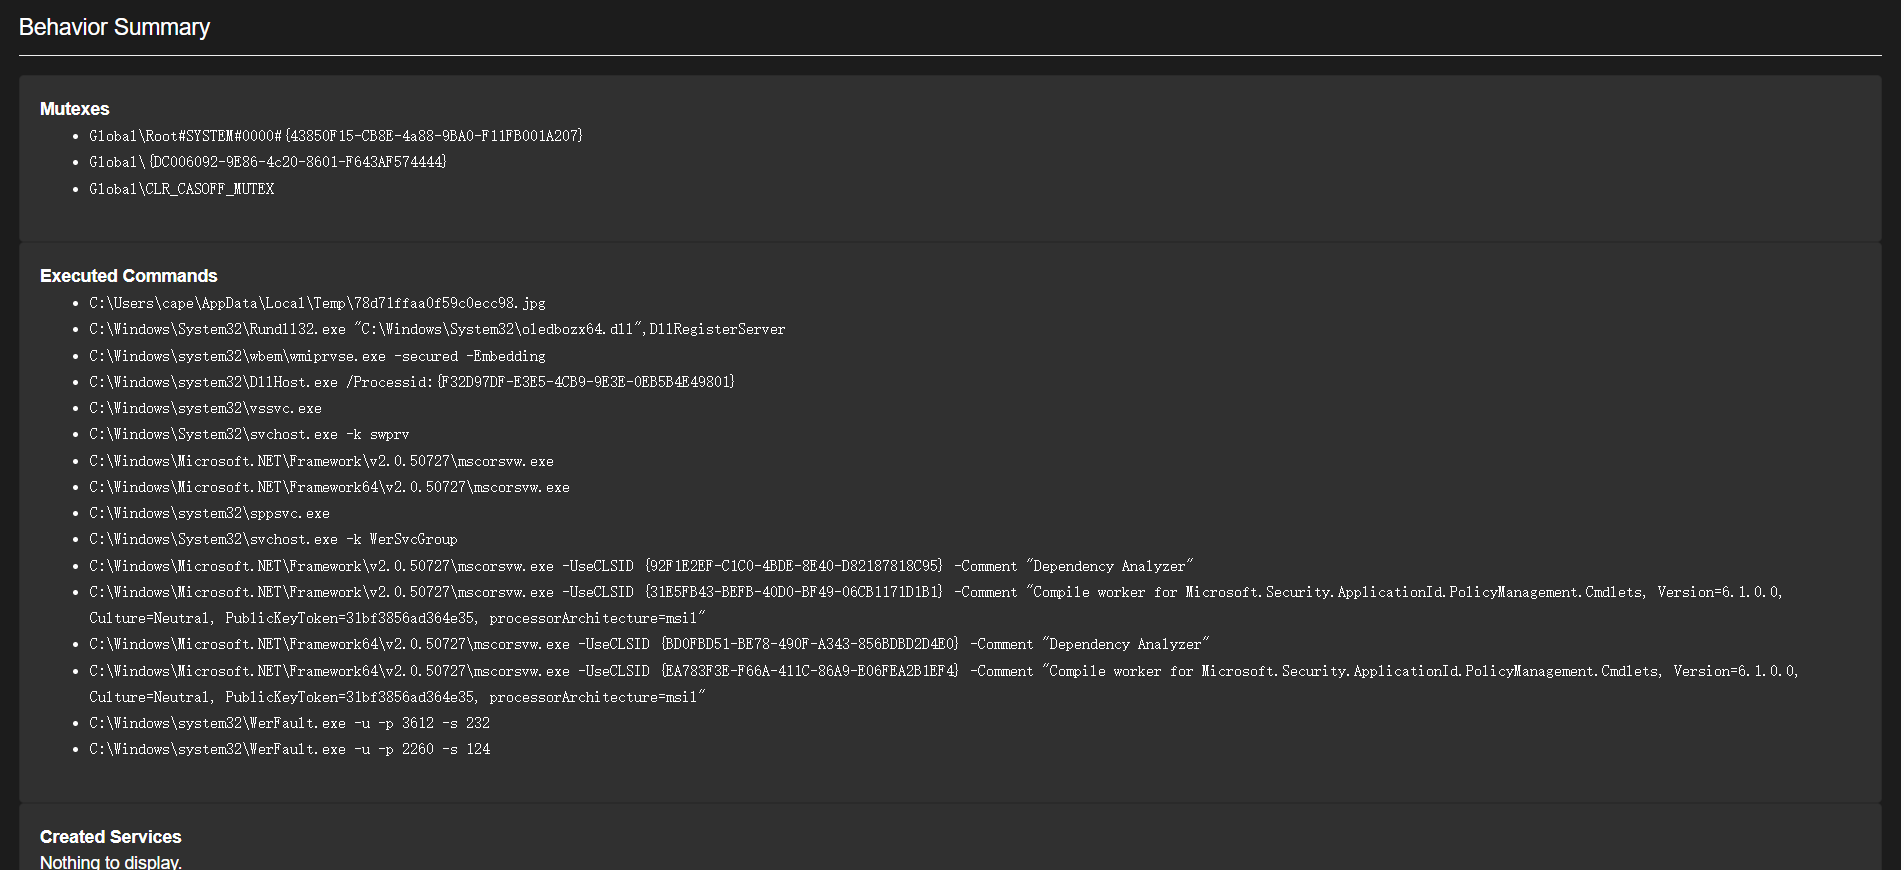 Behavior Summary
Mutexes
Global\Root#SYSTEM#0000#{43850F15-CB8E-4a88-9BA0-F11FB001A207}
Global\{DC006092-9E86-4c20-8601-F643AF574444}
Global\CLR_CASOFF_MUTEX
Executed Commands
C:\Users\cape\AppData\Local\Temp\78d71ffaa0f59c0ecc98.jpg
C:\Windows\System32\Rundll32.exe "C:\Windows\System32\oledbozx64.dll",DllRegisterServer
C:\Windows\system32\wbem\wmiprvse.exe -secured -Embedding
C:\Windows\system32\DllHost.exe /Processid:{F32D97DF-E3E5-4CB9-9E3E-0EB5B4E49801}
C:\Windows\system32\vssvc.exe
C:\Windows\System32\svchost.exe -k swprv
C:\Windows\Microsoft.NET\Framework\v2.0.50727\mscorsvw.exe
C:\Windows\Microsoft.NET\Framework64\v2.0.50727\mscorsvw.exe
C:\Windows\system32\sppsvc.exe
C:\Windows\System32\svchost.exe -k WerSvcGroup
C:\Windows\Microsoft.NET\Framework\v2.0.50727\mscorsvw.exe -UseCLSID {92F1E2EF-C1C0-4BDE-8E40-D82187818C95} -Comment "Dependency Analyzer"
C:\Windows\Microsoft.NET\Framework\v2.0.50727\mscorsvw.exe -UseCLSID {31E5FB43-BEFB-40D0-BF49-06CB1171D1B1} -Comment "Compile worker for Microsoft.Security.ApplicationId.PolicyManagement.Cmdlets, Version=6.1.0.0,
Culture=Neutral, PublicKeyToken=31bf3856ad364e35, processorArchitecture=msil"
C:\Windows\Microsoft.NET\Framework64\v2.0.50727\mscorsvw.exe -UseCLSID {BD0FBD51-BE78-490F-A343-856BDBD2D4E0} -Comment "Dependency Analyzer"
C:\Windows\Microsoft.NET\Framework64\v2.0.50727\mscorsvw.exe -UseCLSID {EA783F3E-F66A-411C-86A9-E06FEA2B1EF4} -Comment "Compile worker for Microsoft.Security.ApplicationId.PolicyManagement.Cmdlets, Version=6.1.0.0,
Culture=Neutral, PublicKeyToken=31bf3856ad364e35, processorArchitecture=msil"
C:\Windows\system32\WerFault.exe -u -p 3612 -s 232
C:\Windows\system32\WerFault.exe -u -p 2260 -s 124
Created Services
Nothing to display.